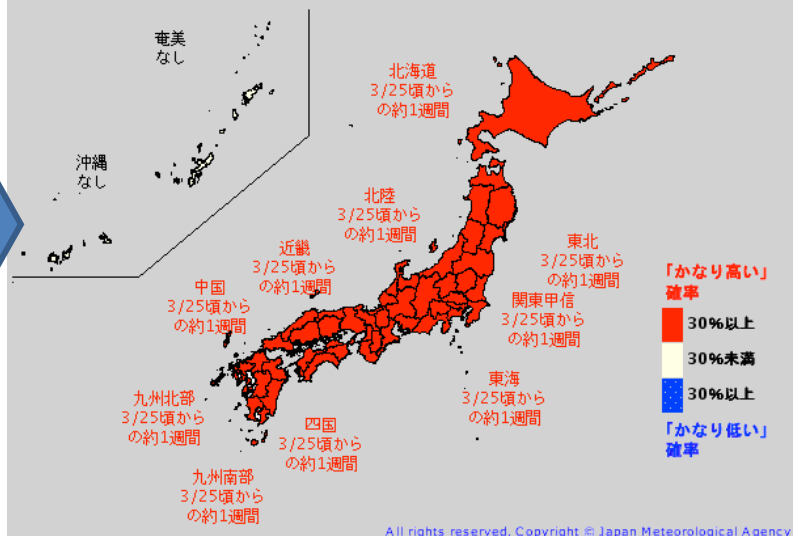 奄美
なし
沖縄
なし
北海道
3/25頃から
の約1週間
北陸
3/25頃から
の約1週間
近畿
3/25頃から
の約1週間
中国
3/25頃から
の約1週間
東北
3/25頃から
の約1週間
関東甲信
3/25頃から
の約1週間
東海
3/25頃から
の約1週間
九州北部
3/25頃から
の約1週間
四国
3/25頃から
の約1週間
九州南部
3/25頃から
の約1週間
「かなり高い」
確率
30%以上
30%未満
30%以上
「かなり低い」
確率
All rights reserved. Copyright © Japan Meteorological Agency